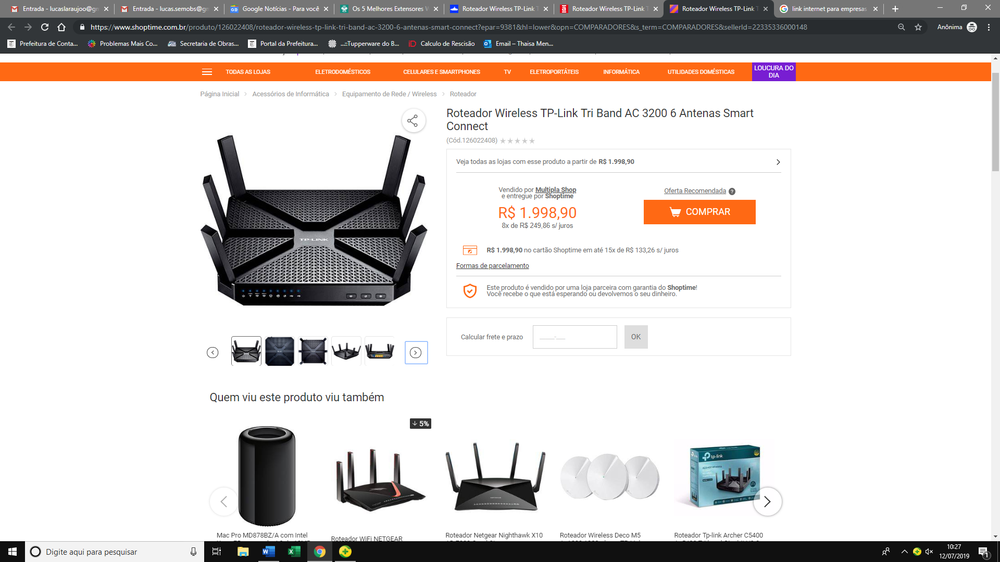 Entrada - lucaslaraujoo@gm
Entrada - lucas.semobs@gm
Google Notícias - Para você
Os 5 Melhores Extensores
Roteador Wireless TP-Link
Roteador Wireless TP-Link
Roteador Wireless TP-Link
link internet para empresas
https://www.shoptime.com.br/produto/126022408/roteador-wireless-tp-link-tri-band-ac-3200-6-antenas-smart-connect?epar=9381&hl=lower&opn=COMPARADORES&s_term=COMPARADORES&sellerId=22335336000148
Anônima
Prefeitura de Conta...
Problemas Mais Co...
Secretaria de Obras...
Portal da Prefeitura...
...::Tupperware do B...
Calculo de Rescisão
Email – Thaisa Men...
TODAS AS LOJAS
ELETRODOMÉSTICOS
CELULARES E SMARTPHONES
TV
ELETROPORTÁTEIS
INFORMÁTICA
UTILIDADES DOMÉSTICAS
LOUCURA DO
DIA
Página Inicial > Acessórios de Informática > Equipamento de Rede / Wireless > Roteador
Roteador Wireless TP-Link Tri Band AC 3200 6 Antenas Smart
Connect
(Cód.126022408)
Veja todas as lojas com esse produto a partir de R$ 1.998,90
Vendido por Multipla Shop
e entregue por Shoptime
R$ 1.998,90
8x de R$ 249,86 s/ juros
Oferta Recomendada ?
COMPRAR
R$ 1.998,90 no cartão Shoptime em até 15x de R$ 133,26 s/ juros
Formas de parcelamento
Este produto é vendido por uma loja parceira com garantia do Shoptime!
Você recebe o que está esperando ou devolvemos o seu dinheiro.
Calcular frete e prazo
_____-___
OK
TP-LINK
Quem viu este produto viu também
5%
NETGEAR
tp-link
Mac Pro MD878BZ/A com Intel
Roteador WiFi NETGEAR
Roteador Netgear Nighthawk X10
Roteador Wireless Deco M5
Roteador Tp-link Archer C5400
Digite aqui para pesquisar
10:27
12/07/2019
1